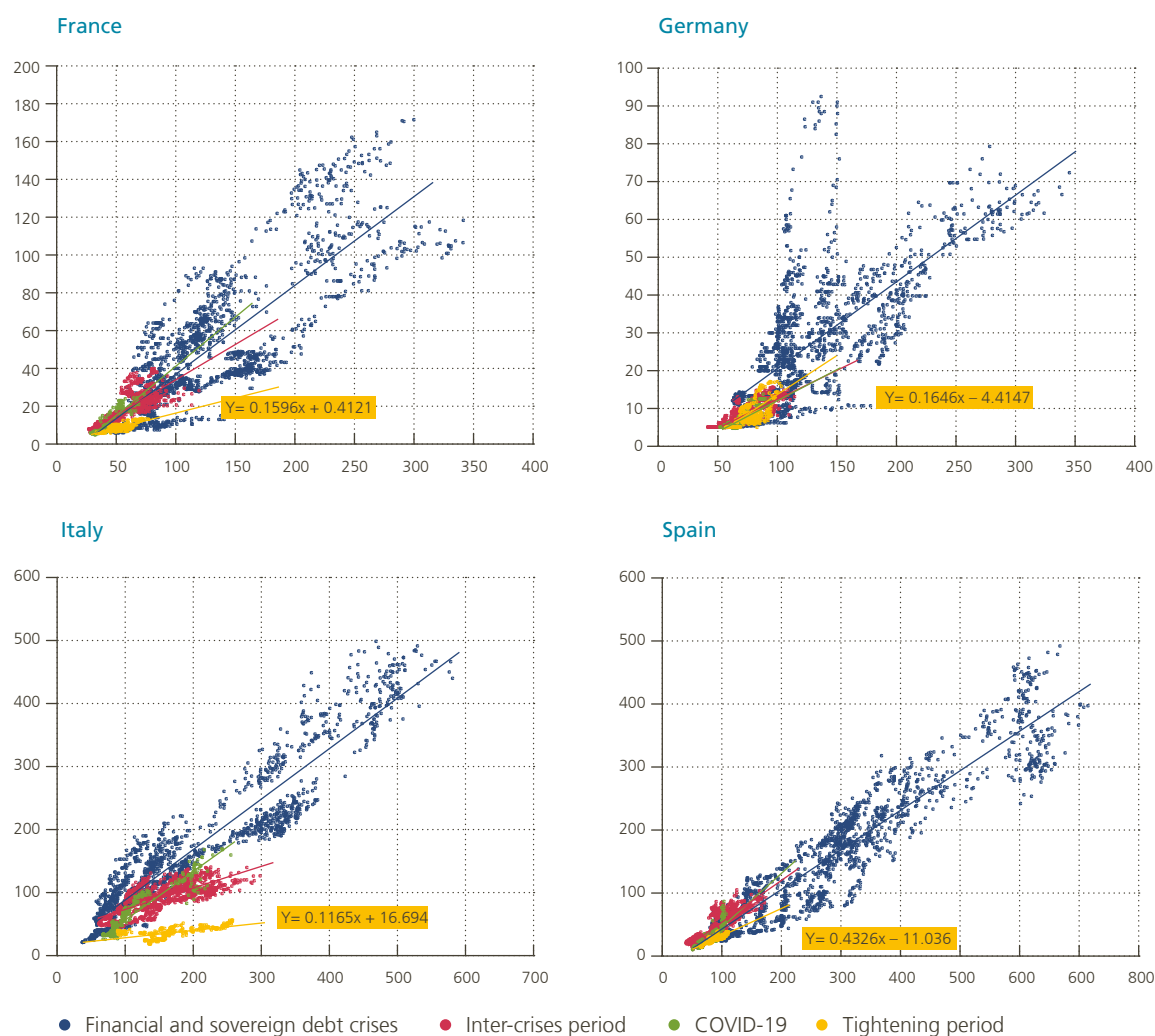 France
200
180
160
140
120
100
80
60
40
20
0
0 50 100 150 200 250 300 350 400
Y= 0.1596x + 0.4121
Germany
100
90
80
70
60
50
40
30
20
10
0
0 50 100 150 200 250 300 350 400
Y= 0.1646x – 4.4147
Italy
600
500
400
300
200
100
0
0 100 200 300 400 500 600 700
Y= 0.1165x + 16.694
Spain
600
500
400
300
200
100
0
0 100 200 300 400 500 600 700 800
Y= 0.4326x – 11.036
Financial and sovereign debt crises Inter-crises period COVID-19 Tightening period